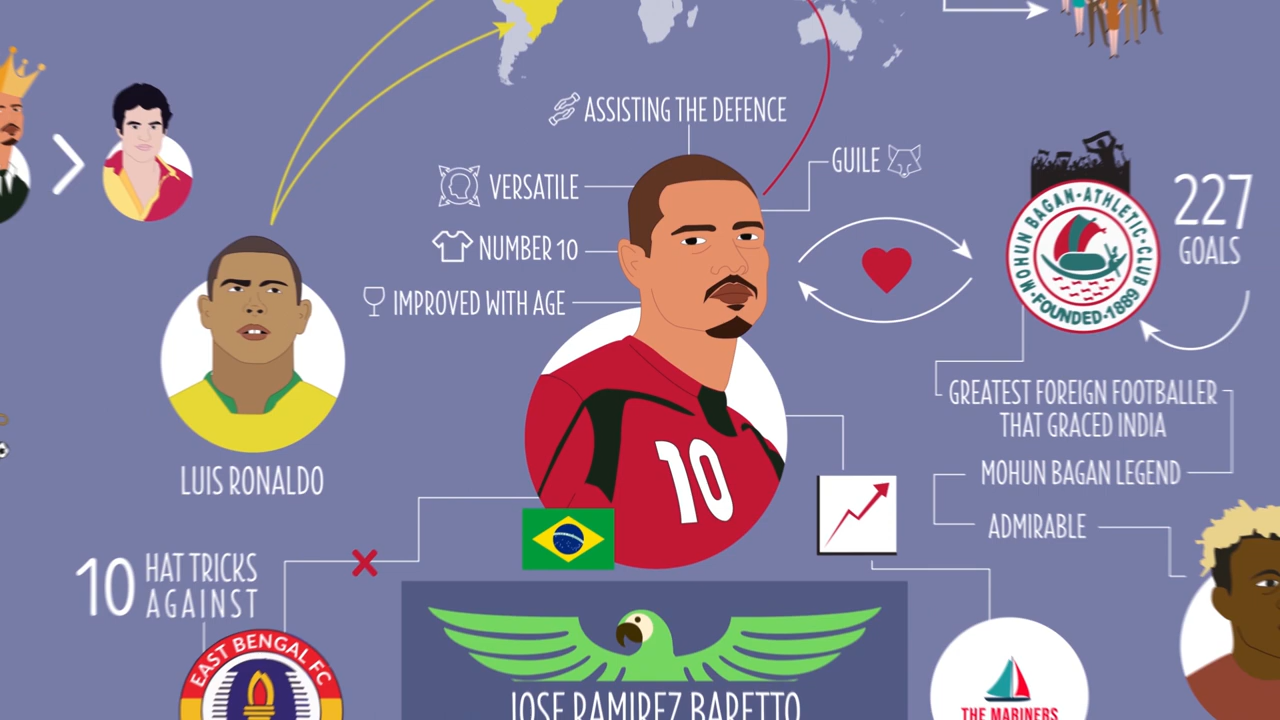 ASSISTING THE DEFENCE
VERSATILE
GUILE
NUMBER 10
IMPROVED WITH AGE
MOHUN BAGAN·ATHLETIC·CLUB
·FOUNDED·1889
227
GOALS
GREATEST FOREIGN FOOTBALLER
THAT GRACED INDIA
MOHUN BAGAN LEGEND
ADMIRABLE
LUIS RONALDO
10
10 HAT TRICKS
AGAINST
EAST BENGAL FC
JOSE RAMIREZ BARETTO
THE MARINERS